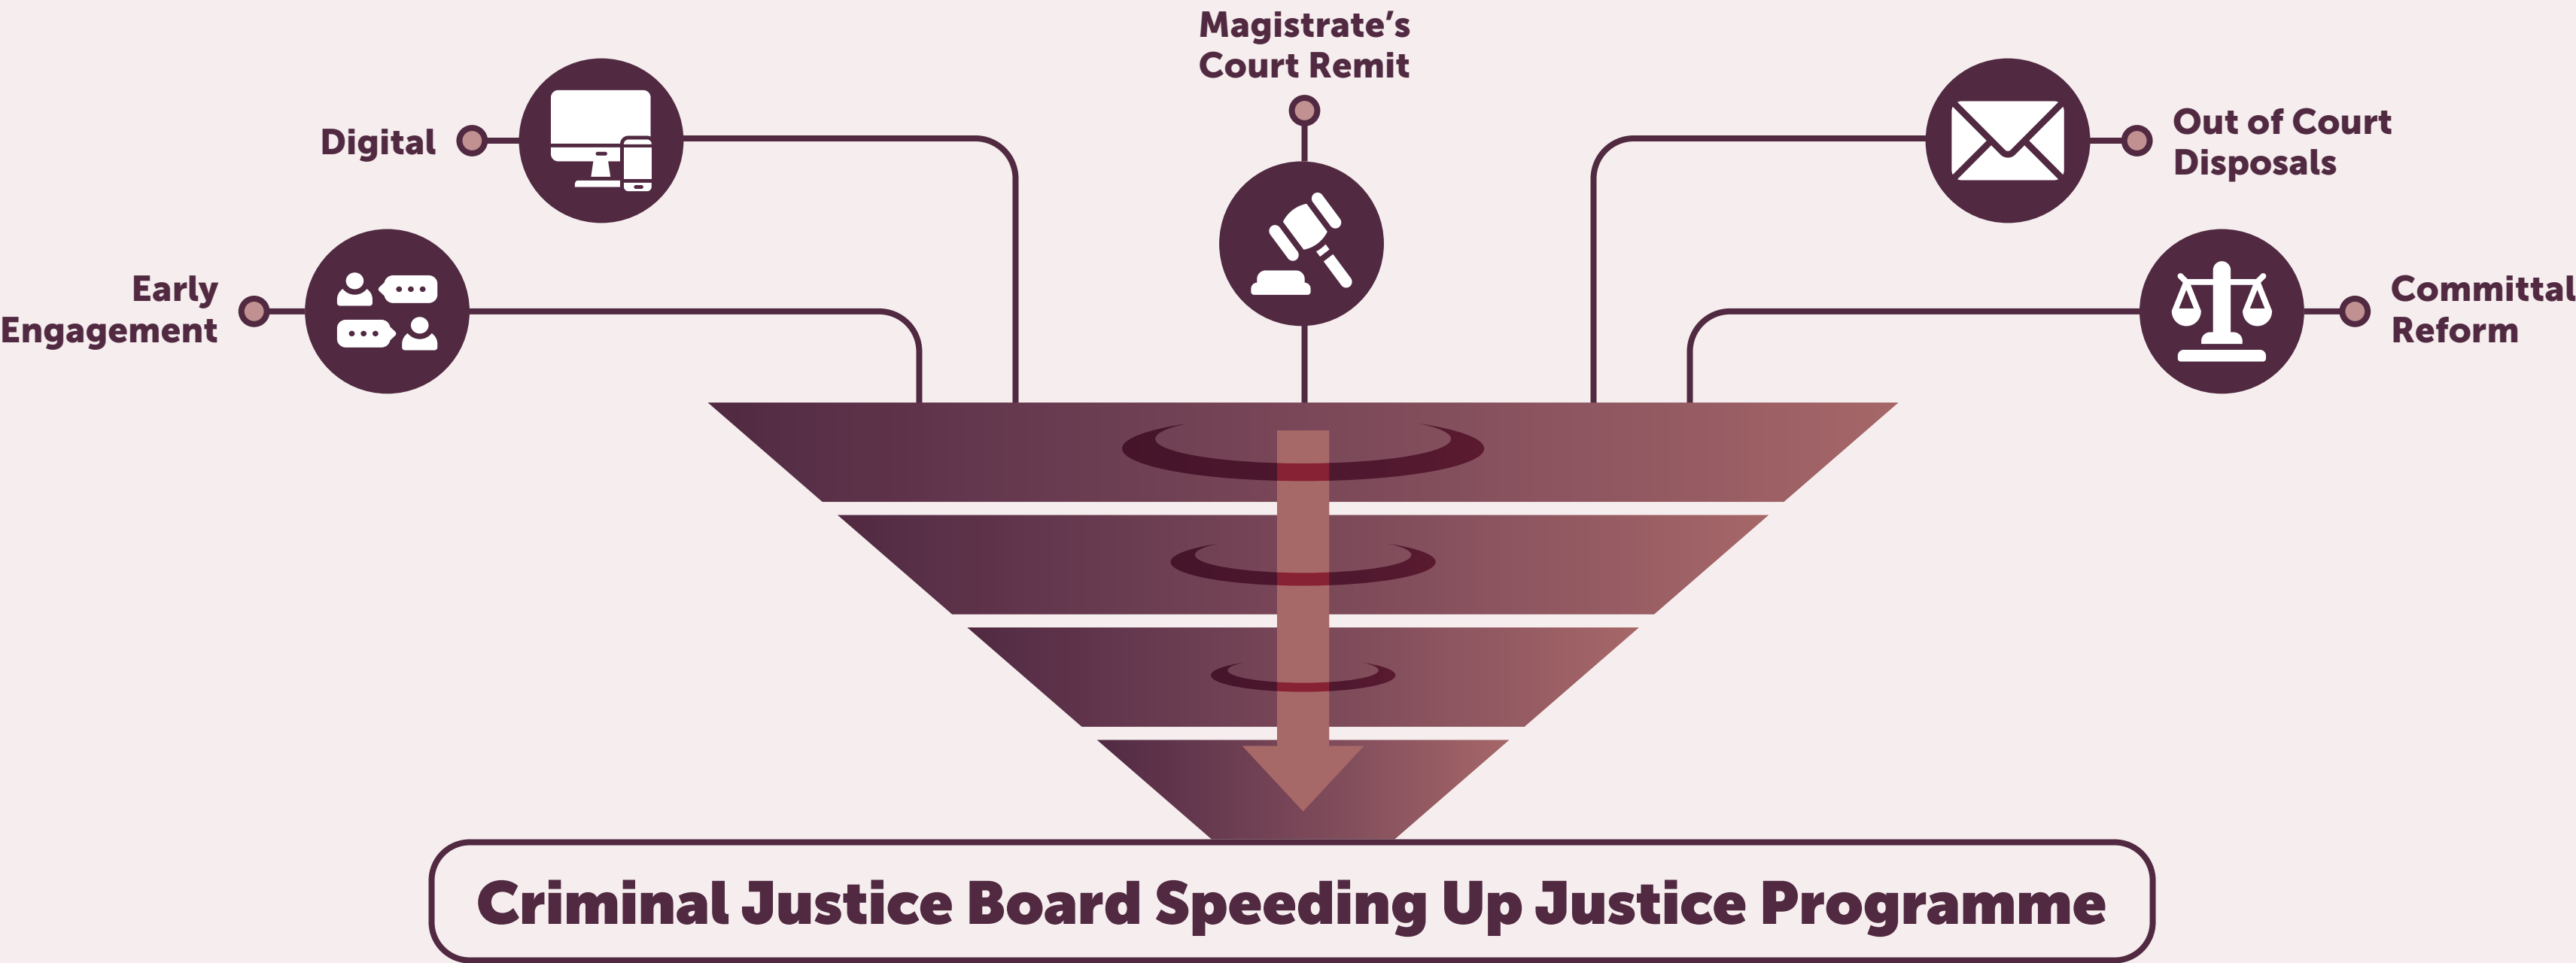 Magistrate’s
Court Remit
Digital
Out of Court
Disposals
Early
Engagement
Committal
Reform
Criminal Justice Board Speeding Up Justice Programme